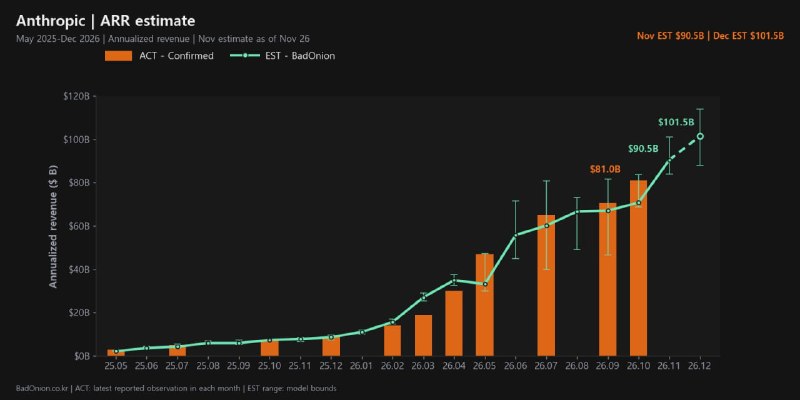 Anthropic | ARR estimate
May 2025-Dec 2026 | Annualized revenue | Nov estimate as of Nov 26
Nov EST $90.5B | Dec EST $101.5B
ACT - Confirmed
EST - BadOnion
Annualized revenue ($ B)
$120B
$100B
$80B
$60B
$40B
$20B
$0B
$81.0B
$90.5B
$101.5B
25.05 25.06 25.07 25.08 25.09 25.10 25.11 25.12 26.01 26.02 26.03 26.04 26.05 26.06 26.07 26.08 26.09 26.10 26.11 26.12
BadOnion.co.kr | ACT: latest reported observation in each month | EST range: model bounds